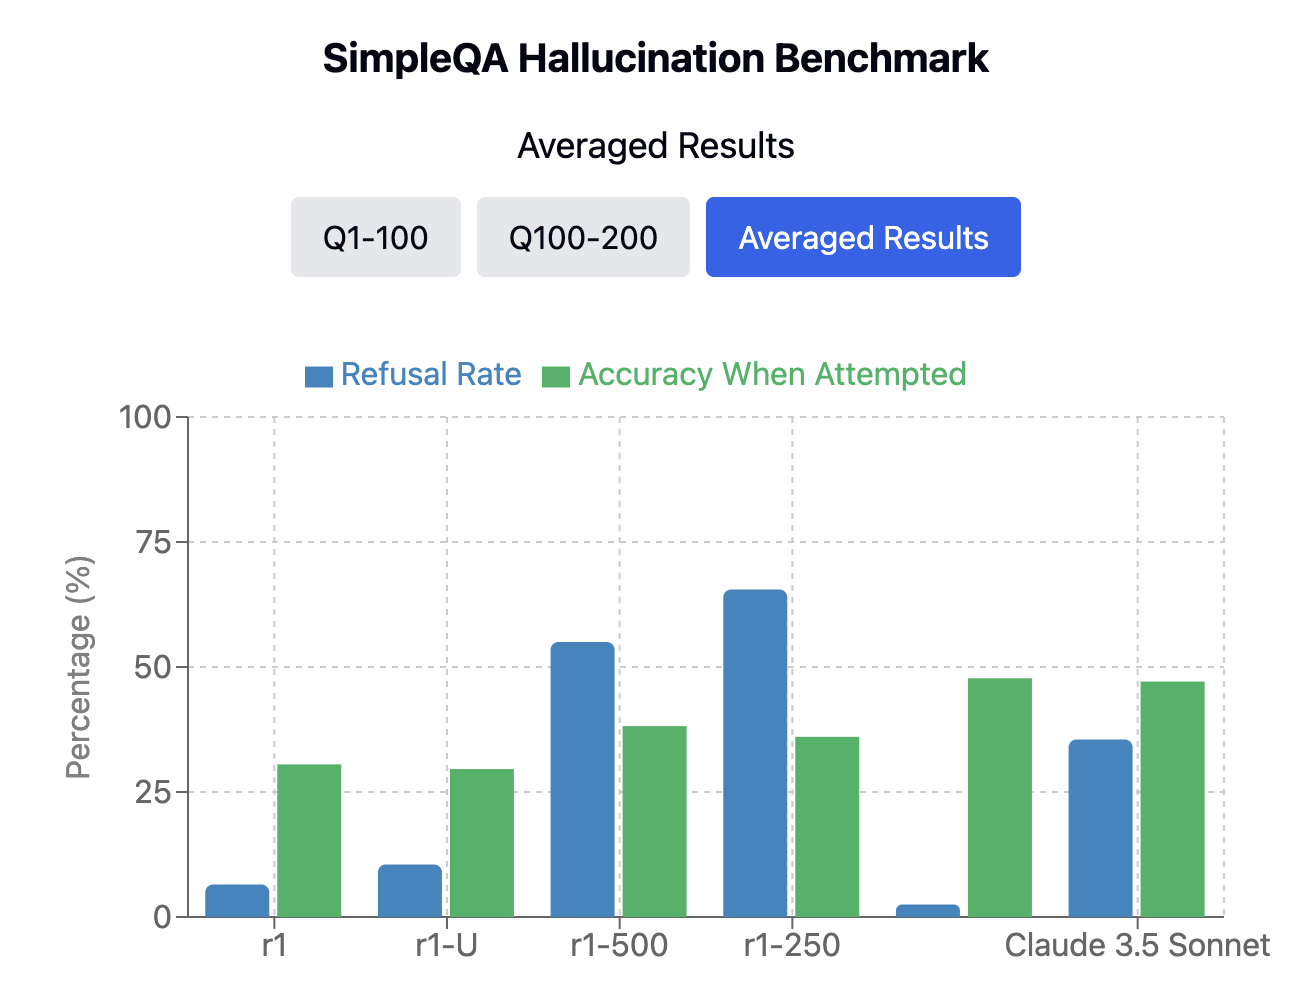 SimpleQA Hallucination Benchmark
Averaged Results
Q1-100 Q100-200 Averaged Results
Refusal Rate Accuracy When Attempted
100
75
50
25
0
Percentage (%)
r1 r1-U r1-500 r1-250 Claude 3.5 Sonnet